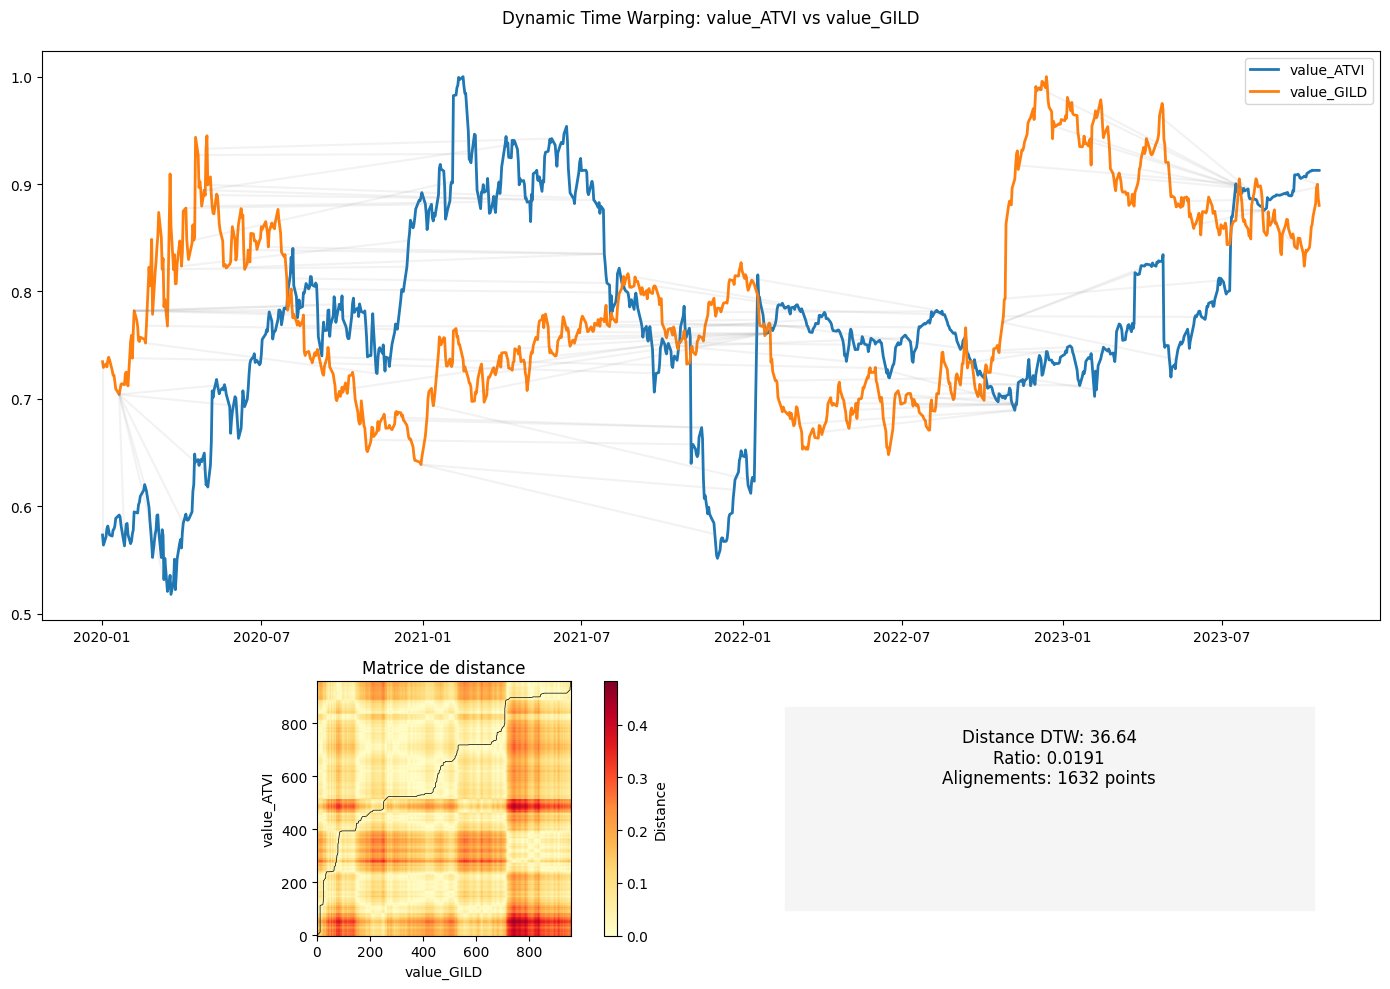 Dynamic Time Warping: value_ATVI vs value_GILD
value_ATVI
value_GILD
1.0
0.9
0.8
0.7
0.6
0.5
2020-01 2020-07 2021-01 2021-07 2022-01 2022-07 2023-01 2023-07
Matrice de distance
value_ATVI
800
600
400
200
0
0 200 400 600 800
value_GILD
0.4
0.3
0.2
0.1
0.0
Distance
Distance DTW: 36.64
Ratio: 0.0191
Alignements: 1632 points